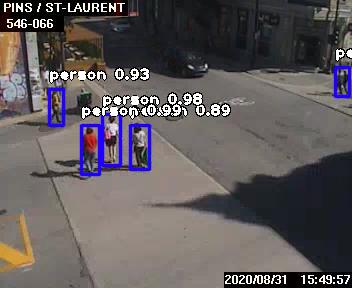 PINS / ST-LAURENT
546-066
person 0.93
person 0.98
person 0.99
0.89
pe
2020/08/31 15:49:57